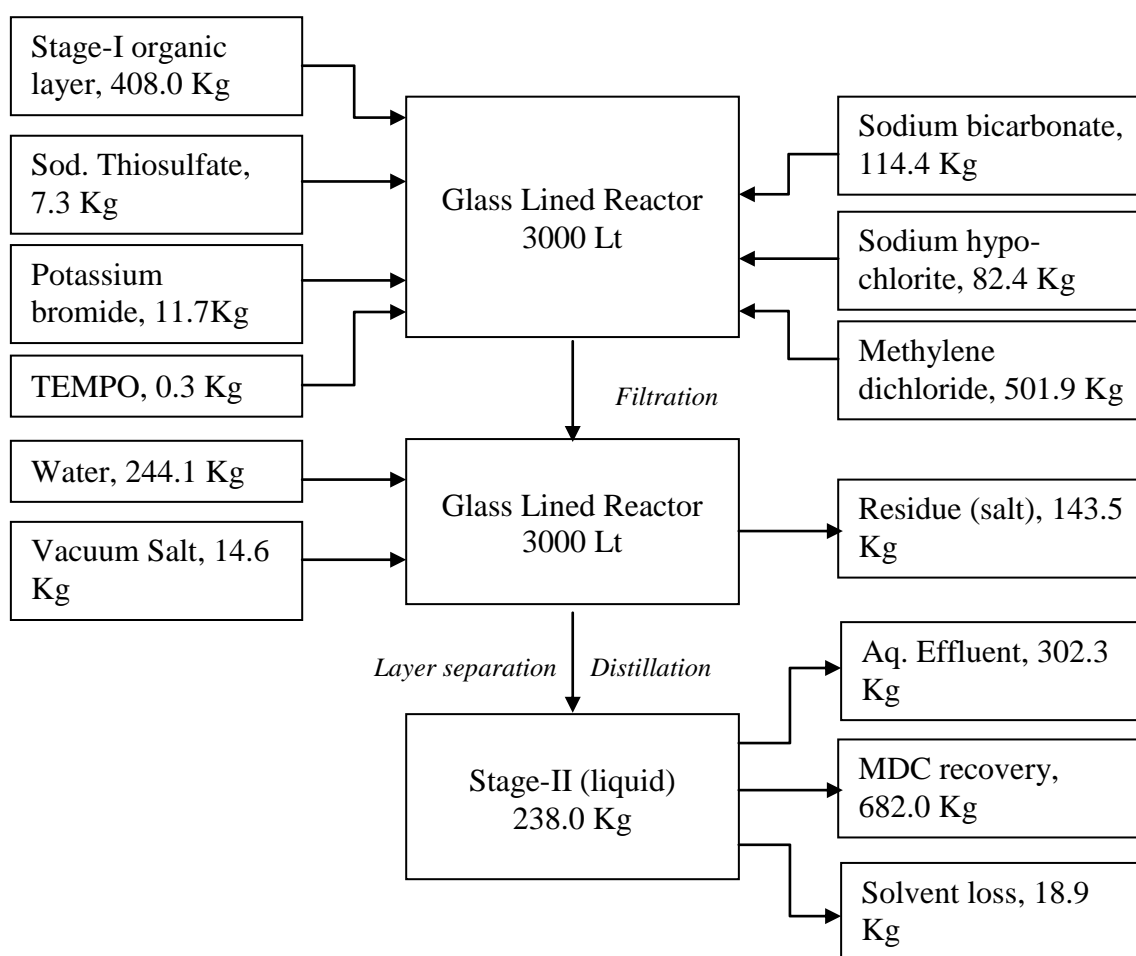 Stage-I organic
layer, 408.0 Kg
Sod. Thiosulfate,
7.3 Kg
Potassium
bromide, 11.7Kg
TEMPO, 0.3 Kg
Glass Lined Reactor
3000 Lt
Sodium bicarbonate,
114.4 Kg
Sodium hypo-
chlorite, 82.4 Kg
Methylene
dichloride, 501.9 Kg
Filtration
Water, 244.1 Kg
Vacuum Salt, 14.6
Kg
Glass Lined Reactor
3000 Lt
Residue (salt), 143.5
Kg
Layer separation
Distillation
Stage-II (liquid)
238.0 Kg
Aq. Effluent, 302.3
Kg
MDC recovery,
682.0 Kg
Solvent loss, 18.9
Kg